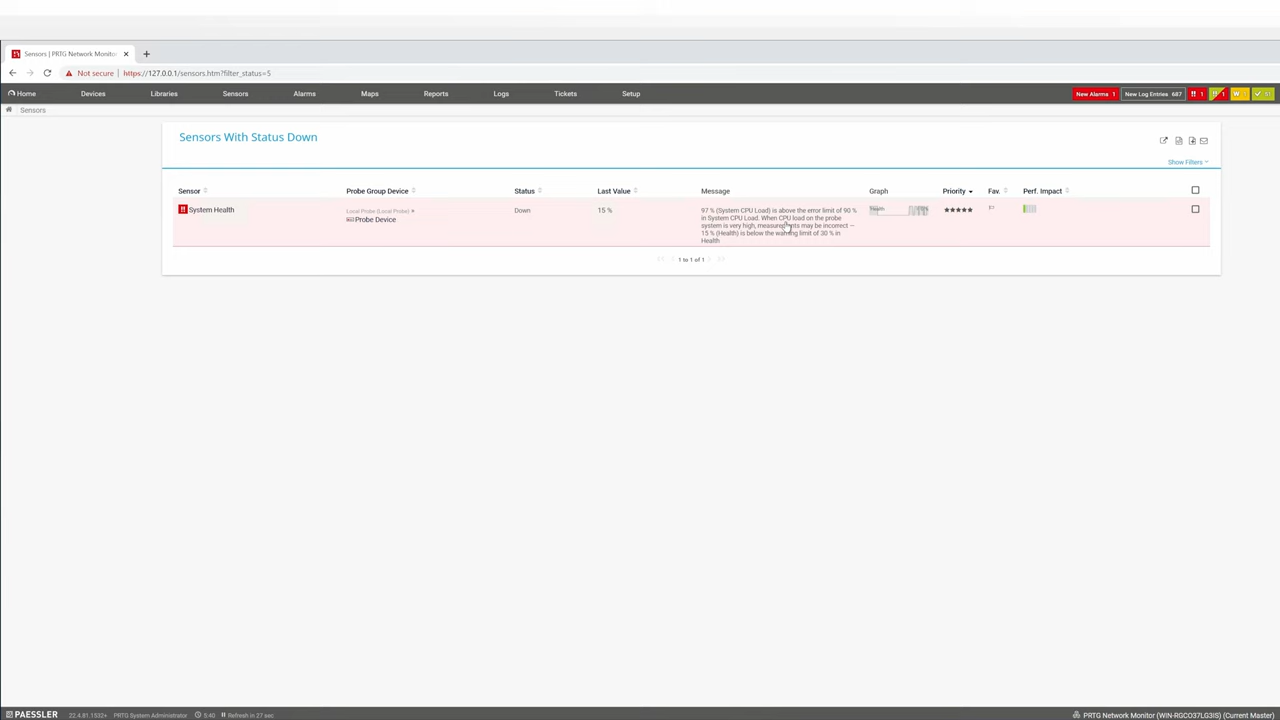 Sensors | PRTG Network Monito
Not secure | https://127.0.0.1/sensors.htm?filter_status=5
Home Devices Libraries Sensors Alarms Maps Reports Logs Tickets Setup New Alarms 1 New Log Entries 687 1 1 W
Sensors
Sensors With Status Down
Show Filters
Sensor Probe Group Device Status Last Value Message Graph Priority Fav. Perf. Impact
System Health
Local Probe (Local Probe) »
Probe Device
Down
15 %
97 % (System CPU Load) is above the error limit of 90 %
in System CPU Load. When CPU load on the probe
system is very high, measurements may be incorrect —
15 % (Health) is below the warning limit of 30 % in
Health
Health
★★★★★
1 to 1 of 1
PAESSLER 22.4.81.1532+ PRTG System Administrator 5:40 Refresh in 27 sec PRTG Network Monitor (WIN-RGCO37LG3IS) (Current Master)